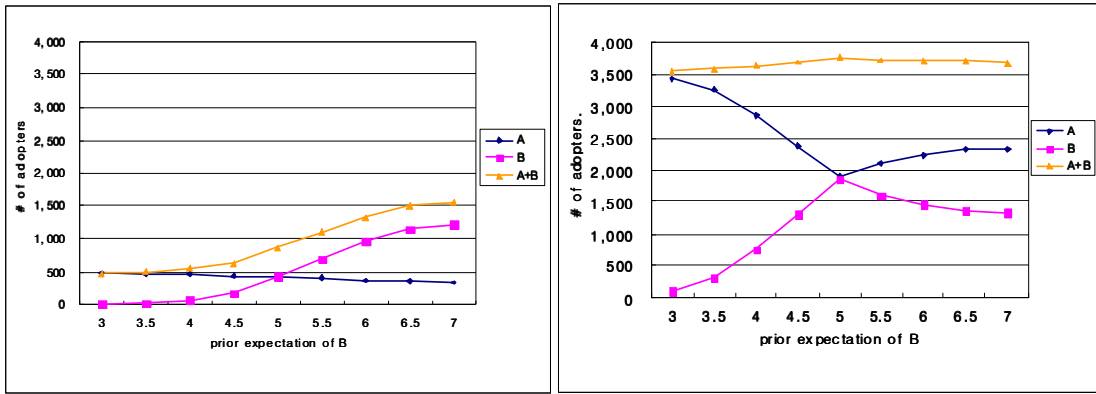 4,000
3,500
3,000
2,500
2,000
1,500
1,000
500
0
# of adopters
3 3.5 4 4.5 5 5.5 6 6.5 7
prior expectation of B
A
B
A+B
4,000
3,500
3,000
2,500
2,000
1,500
1,000
500
0
# of adopters.
3 3.5 4 4.5 5 5.5 6 6.5 7
prior expectation of B
A
B
A+B